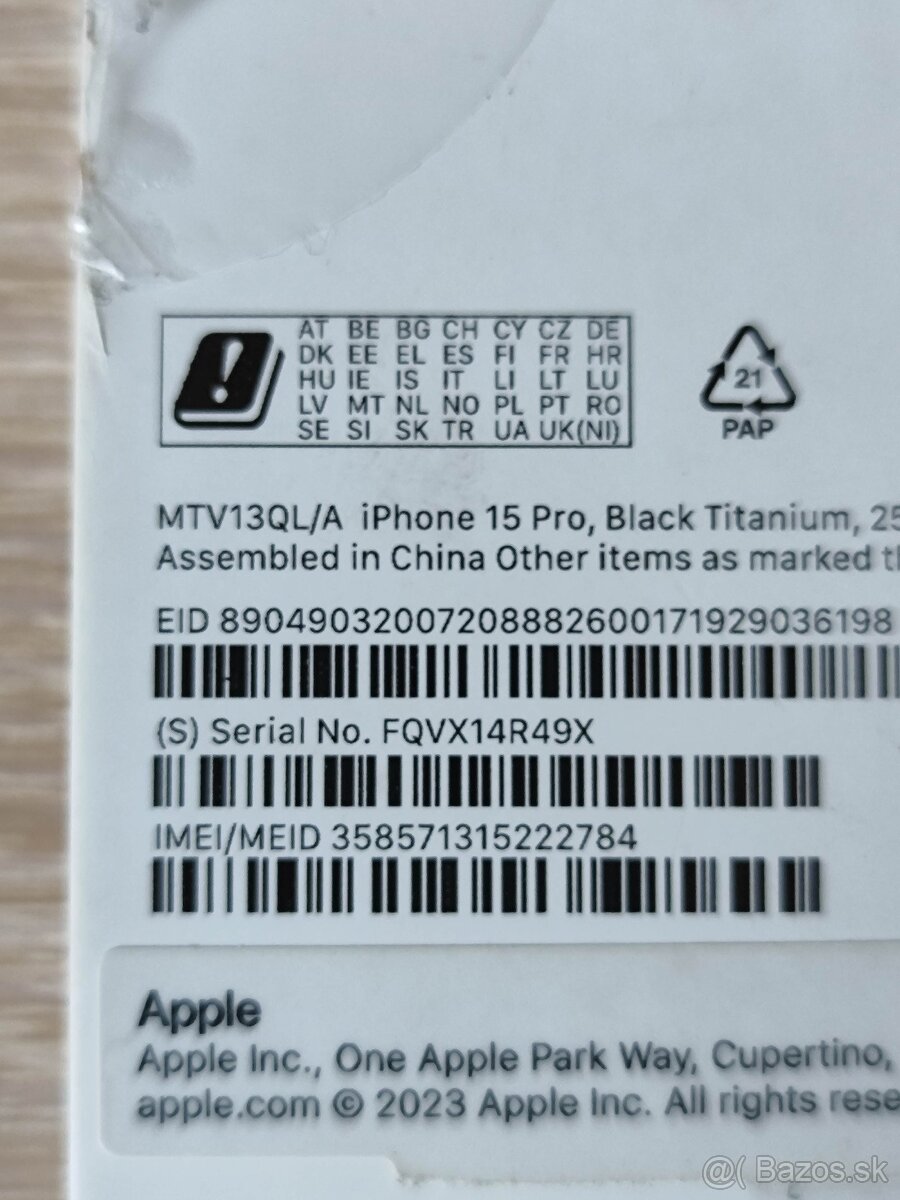 AT BE BG CH CY CZ DE
DK EE EL ES FI FR HR
HU IE IS IT LI LT LU
LV MT NL NO PL PT RO
SE SI SK TR UA UK(NI)
21
PAP
MTV13QL/A iPhone 15 Pro, Black Titanium, 25
Assembled in China Other items as marked th
EID 89049032007208882600171929036198
(S) Serial No. FQVX14R49X
IMEI/MEID 358571315222784
Apple
Apple Inc., One Apple Park Way, Cupertino,
apple.com © 2023 Apple Inc. All rights rese
@( Bazos.sk